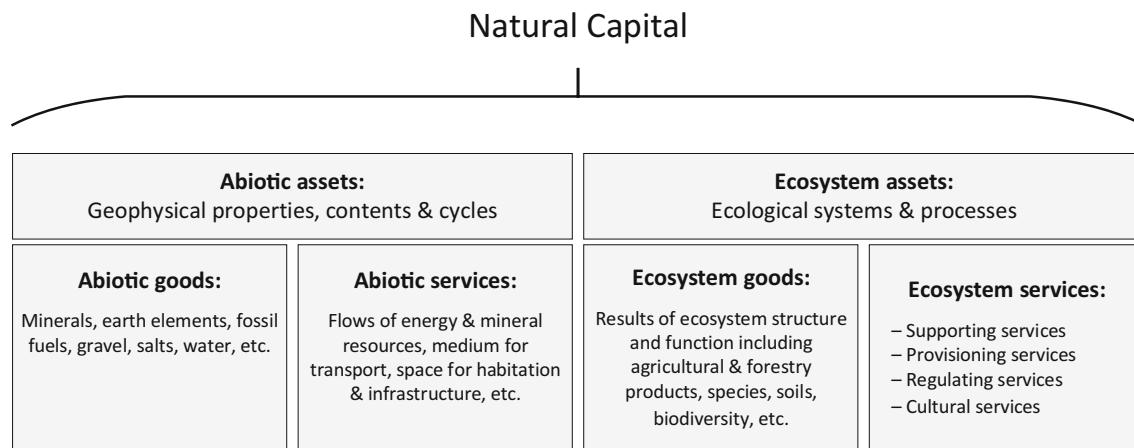 Natural Capital
Abiotic assets:
Geophysical properties, contents & cycles
Ecosystem assets:
Ecological systems & processes
Abiotic goods:
Minerals, earth elements, fossil
fuels, gravel, salts, water, etc.
Abiotic services:
Flows of energy & mineral
resources, medium for
transport, space for habitation
& infrastructure, etc.
Ecosystem goods:
Results of ecosystem structure
and function including
agricultural & forestry
products, species, soils,
biodiversity, etc.
Ecosystem services:
– Supporting services
– Provisioning services
– Regulating services
– Cultural services